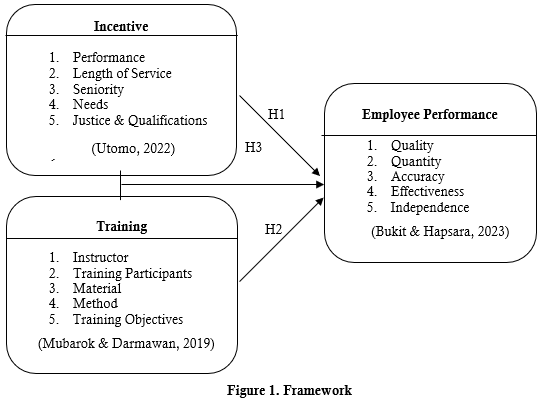 Incentive
1. Performance
2. Length of Service
3. Seniority
4. Needs
5. Justice & Qualifications
(Utomo, 2022)
H1
H3
Employee Performance
1. Quality
2. Quantity
3. Accuracy
4. Effectiveness
5. Independence
(Bukit & Hapsara, 2023)
Training
1. Instructor
2. Training Participants
3. Material
4. Method
5. Training Objectives
(Mubarok & Darmawan, 2019)
H2
Figure 1. Framework